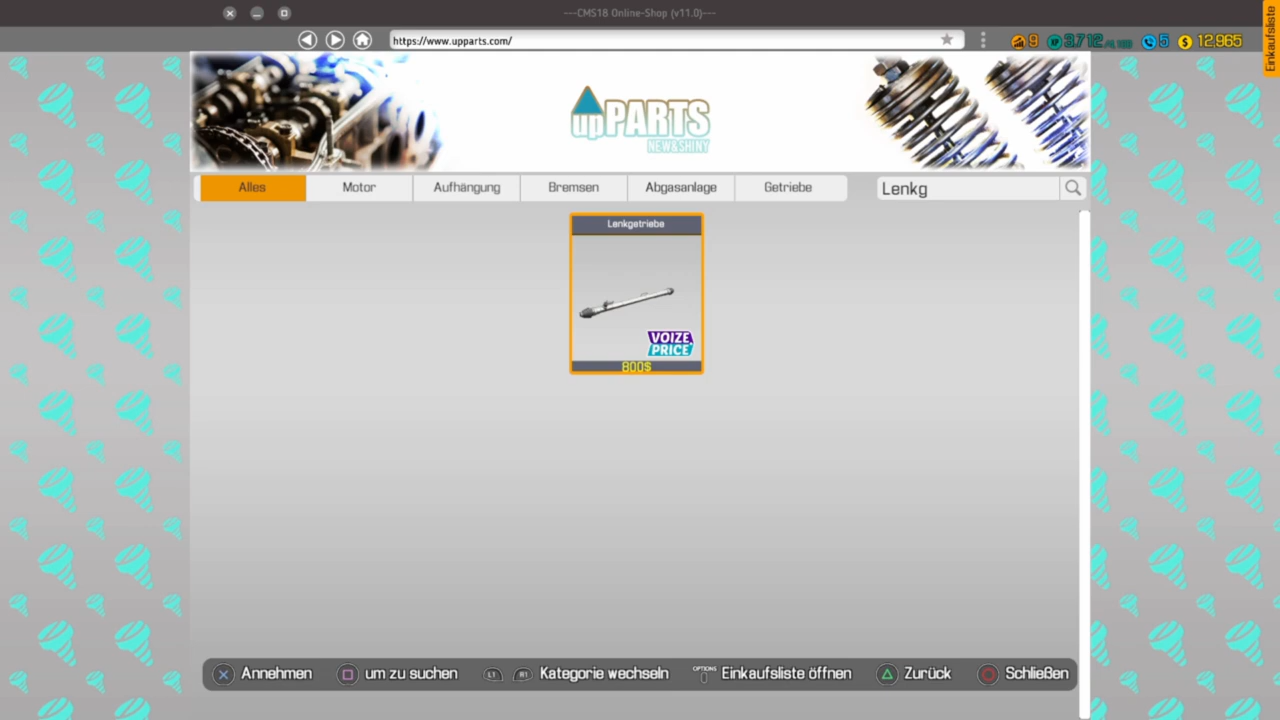 ---CMS18 Online-Shop (v11.0)---
https://www.upparts.com/
9
3,712
5
$ 12,965
Einkaufsliste
upPARTS
NEW&SHINY
Alles
Motor
Aufhängung
Bremsen
Abgasanlage
Getriebe
Lenkg
Lenkgetriebe
VOIZE
PRICE
800$
Annehmen
um zu suchen
L1 R1 Kategorie wechseln
OPTIONS Einkaufsliste öffnen
Zurück
Schließen